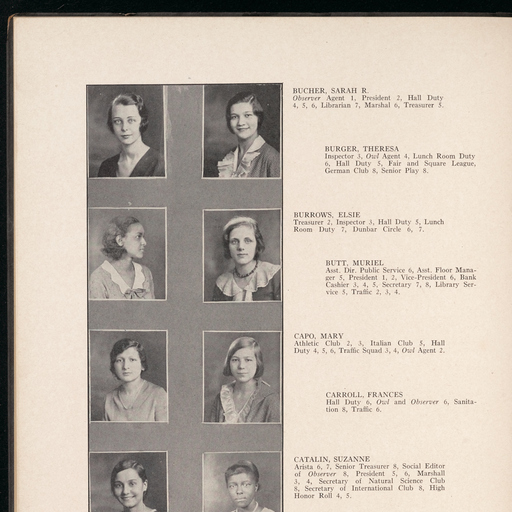 BUCHER, SARAH R.
Observer Agent 1, President 2, Hall Duty
4, 5, 6, Librarian 7, Marshal 6, Treasurer 5.
BURGER, THERESA
Inspector 3, Owl Agent 4, Lunch Room Duty
6, Hall Duty 5, Fair and Square League,
German Club 8, Senior Play 8.
BURROWS, ELSIE
Treasurer 2, Inspector 3, Hall Duty 5, Lunch
Room Duty 7, Dunbar Circle 6, 7.
BUTT, MURIEL
Asst. Dir. Public Service 6, Asst. Floor Mana-
ger 5, President 1, 2, Vice-President 6, Bank
Cashier 3, 4, 5, Secretary 7, 8, Library Ser-
vice 5, Traffic 2, 3, 4.
CAPO, MARY
Athletic Club 2, 3, Italian Club 5, Hall
Duty 4, 5, 6, Traffic Squad 3, 4, Owl Agent 2.
CARROLL, FRANCES
Hall Duty 6, Owl and Observer 6, Sanita-
tion 8, Traffic 6.
CATALIN, SUZANNE
Arista 6, 7, Senior Treasurer 8, Social Editor
of Observer 8, President 5, 6, Marshall
3, 4, Secretary of Natural Science Club
8, Secretary of International Club 8, High
Honor Roll 4, 5.